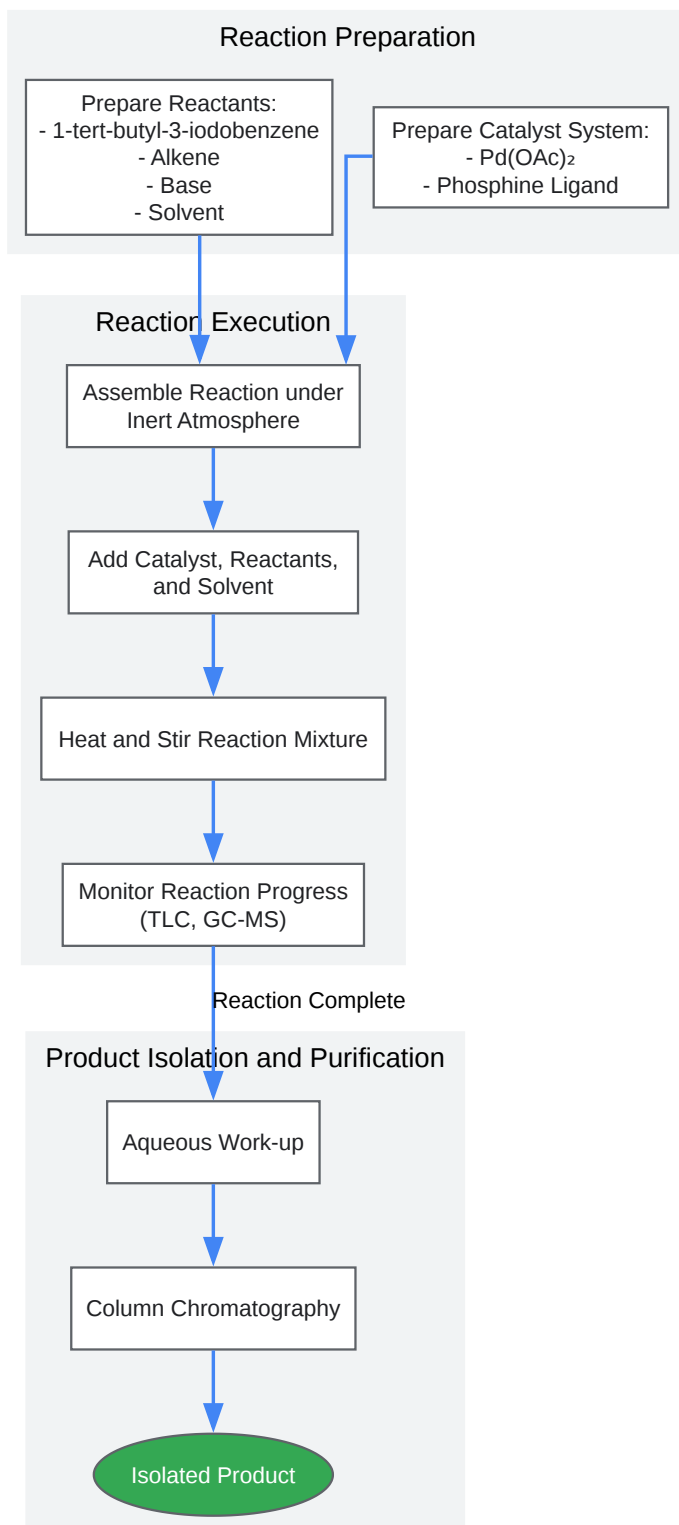 Reaction Preparation
Prepare Reactants:
- 1-tert-butyl-3-iodobenzene
- Alkene
- Base
- Solvent
Prepare Catalyst System:
- Pd(OAc)₂
- Phosphine Ligand
Reaction Execution
Assemble Reaction under
Inert Atmosphere
Add Catalyst, Reactants,
and Solvent
Heat and Stir Reaction Mixture
Monitor Reaction Progress
(TLC, GC-MS)
Reaction Complete
Product Isolation and Purification
Aqueous Work-up
Column Chromatography
Isolated Product